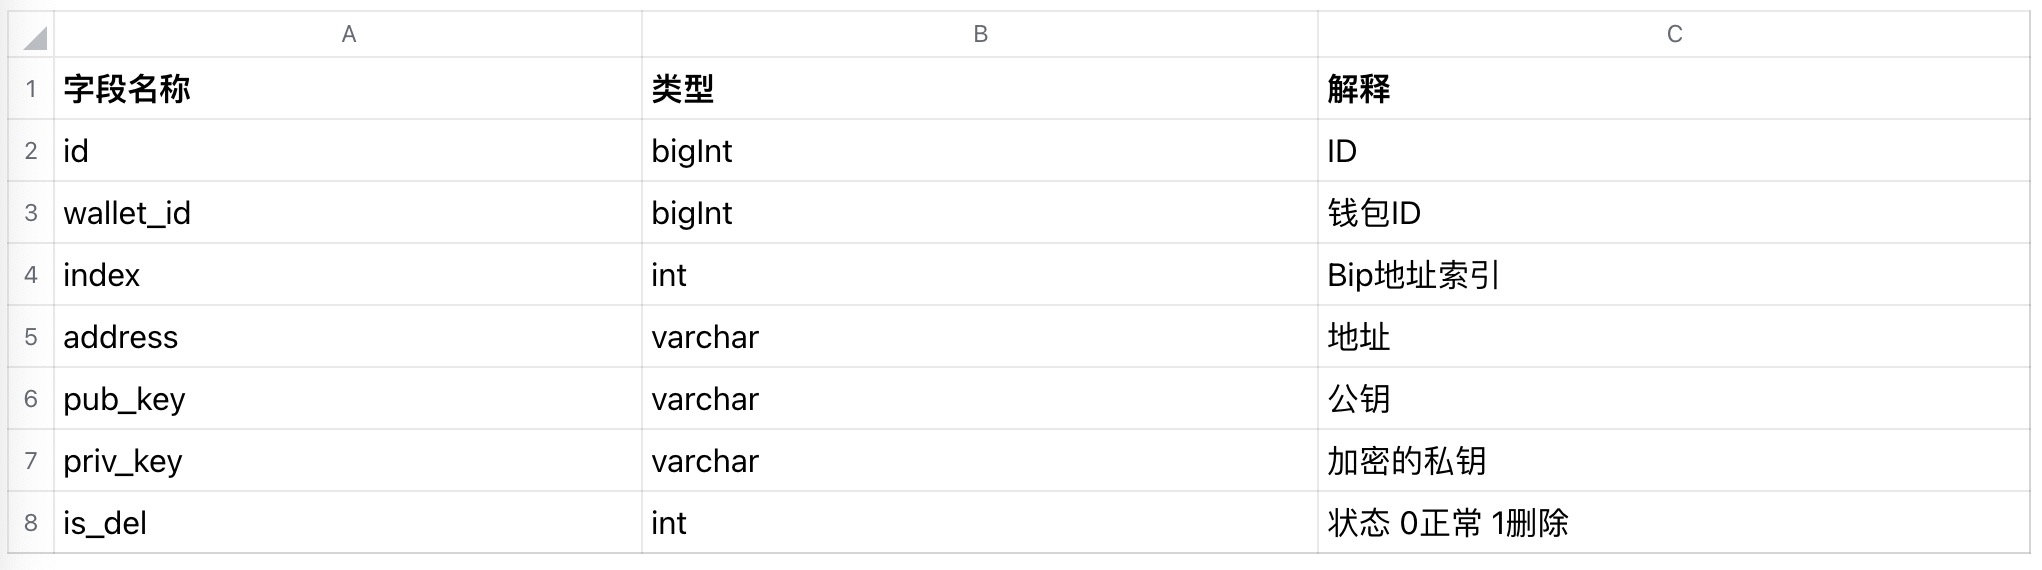 A B C
1 字段名称 类型 解释
2 id bigInt ID
3 wallet_id bigInt 钱包ID
4 index int Bip地址索引
5 address varchar 地址
6 pub_key varchar 公钥
7 priv_key varchar 加密的私钥
8 is_del int 状态 0正常 1删除